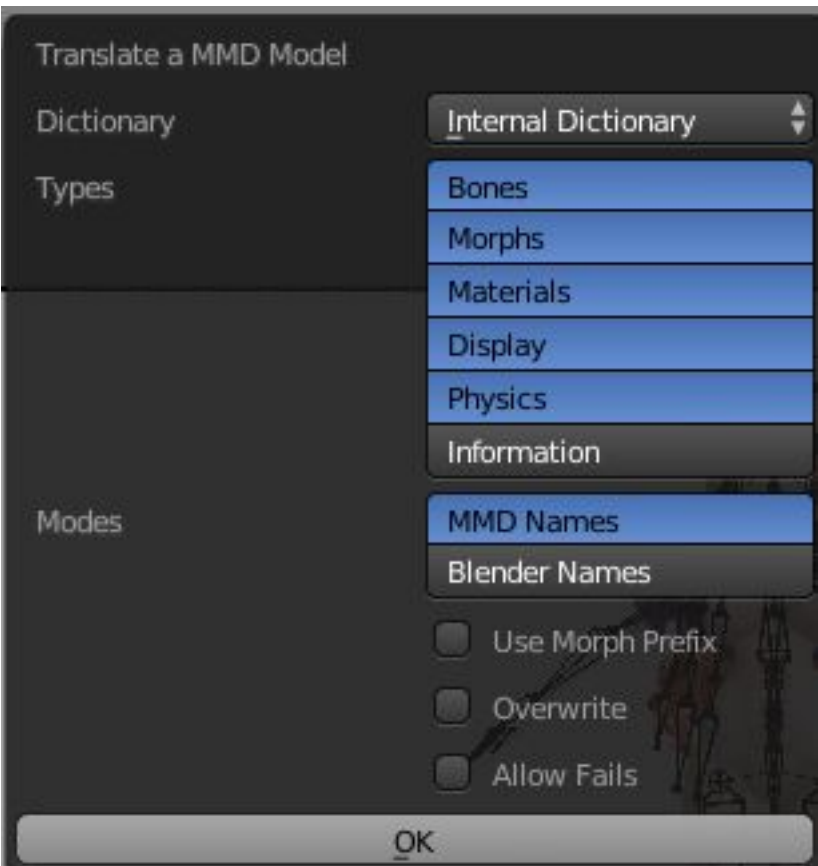 Translate a MMD Model
Dictionary Internal Dictionary
Types Bones
Morphs
Materials
Display
Physics
Information
Modes MMD Names
Blender Names
Use Morph Prefix
Overwrite
Allow Fails
OK